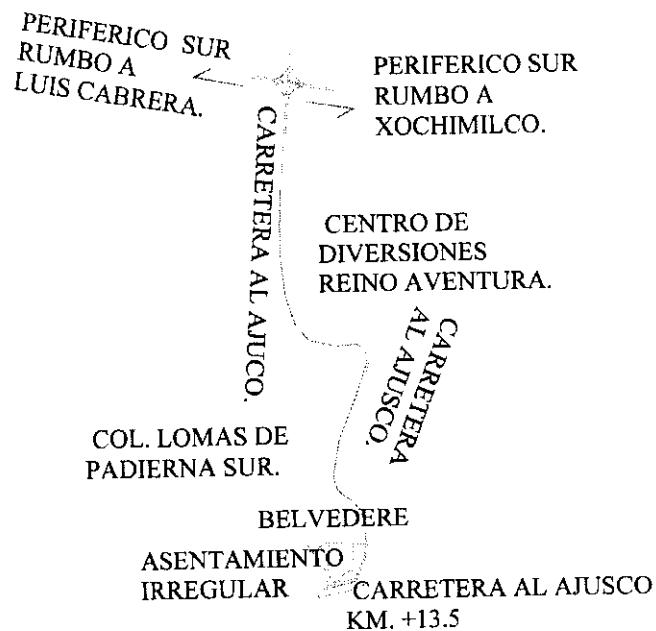 PERIFERICO SUR
RUMBO A
LUIS CABRERA.
PERIFERICO SUR
RUMBO A
XOCHIMILCO.
CARRETERA AL AJUCO.
CENTRO DE
DIVERSIONES
REINO AVENTURA.
CARRETERA
AL AJUSCO.
COL. LOMAS DE
PADIERNA SUR.
BELVEDERE
ASENTAMIENTO
IRREGULAR
CARRETERA AL AJUSCO
KM. +13.5